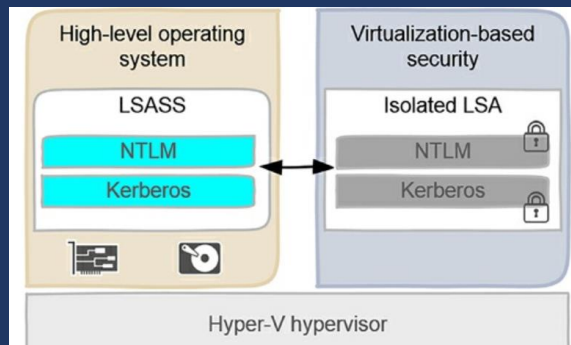 High-level operating
system
LSASS
NTLM
Kerberos
Virtualization-based
security
Isolated LSA
NTLM
Kerberos
Hyper-V hypervisor